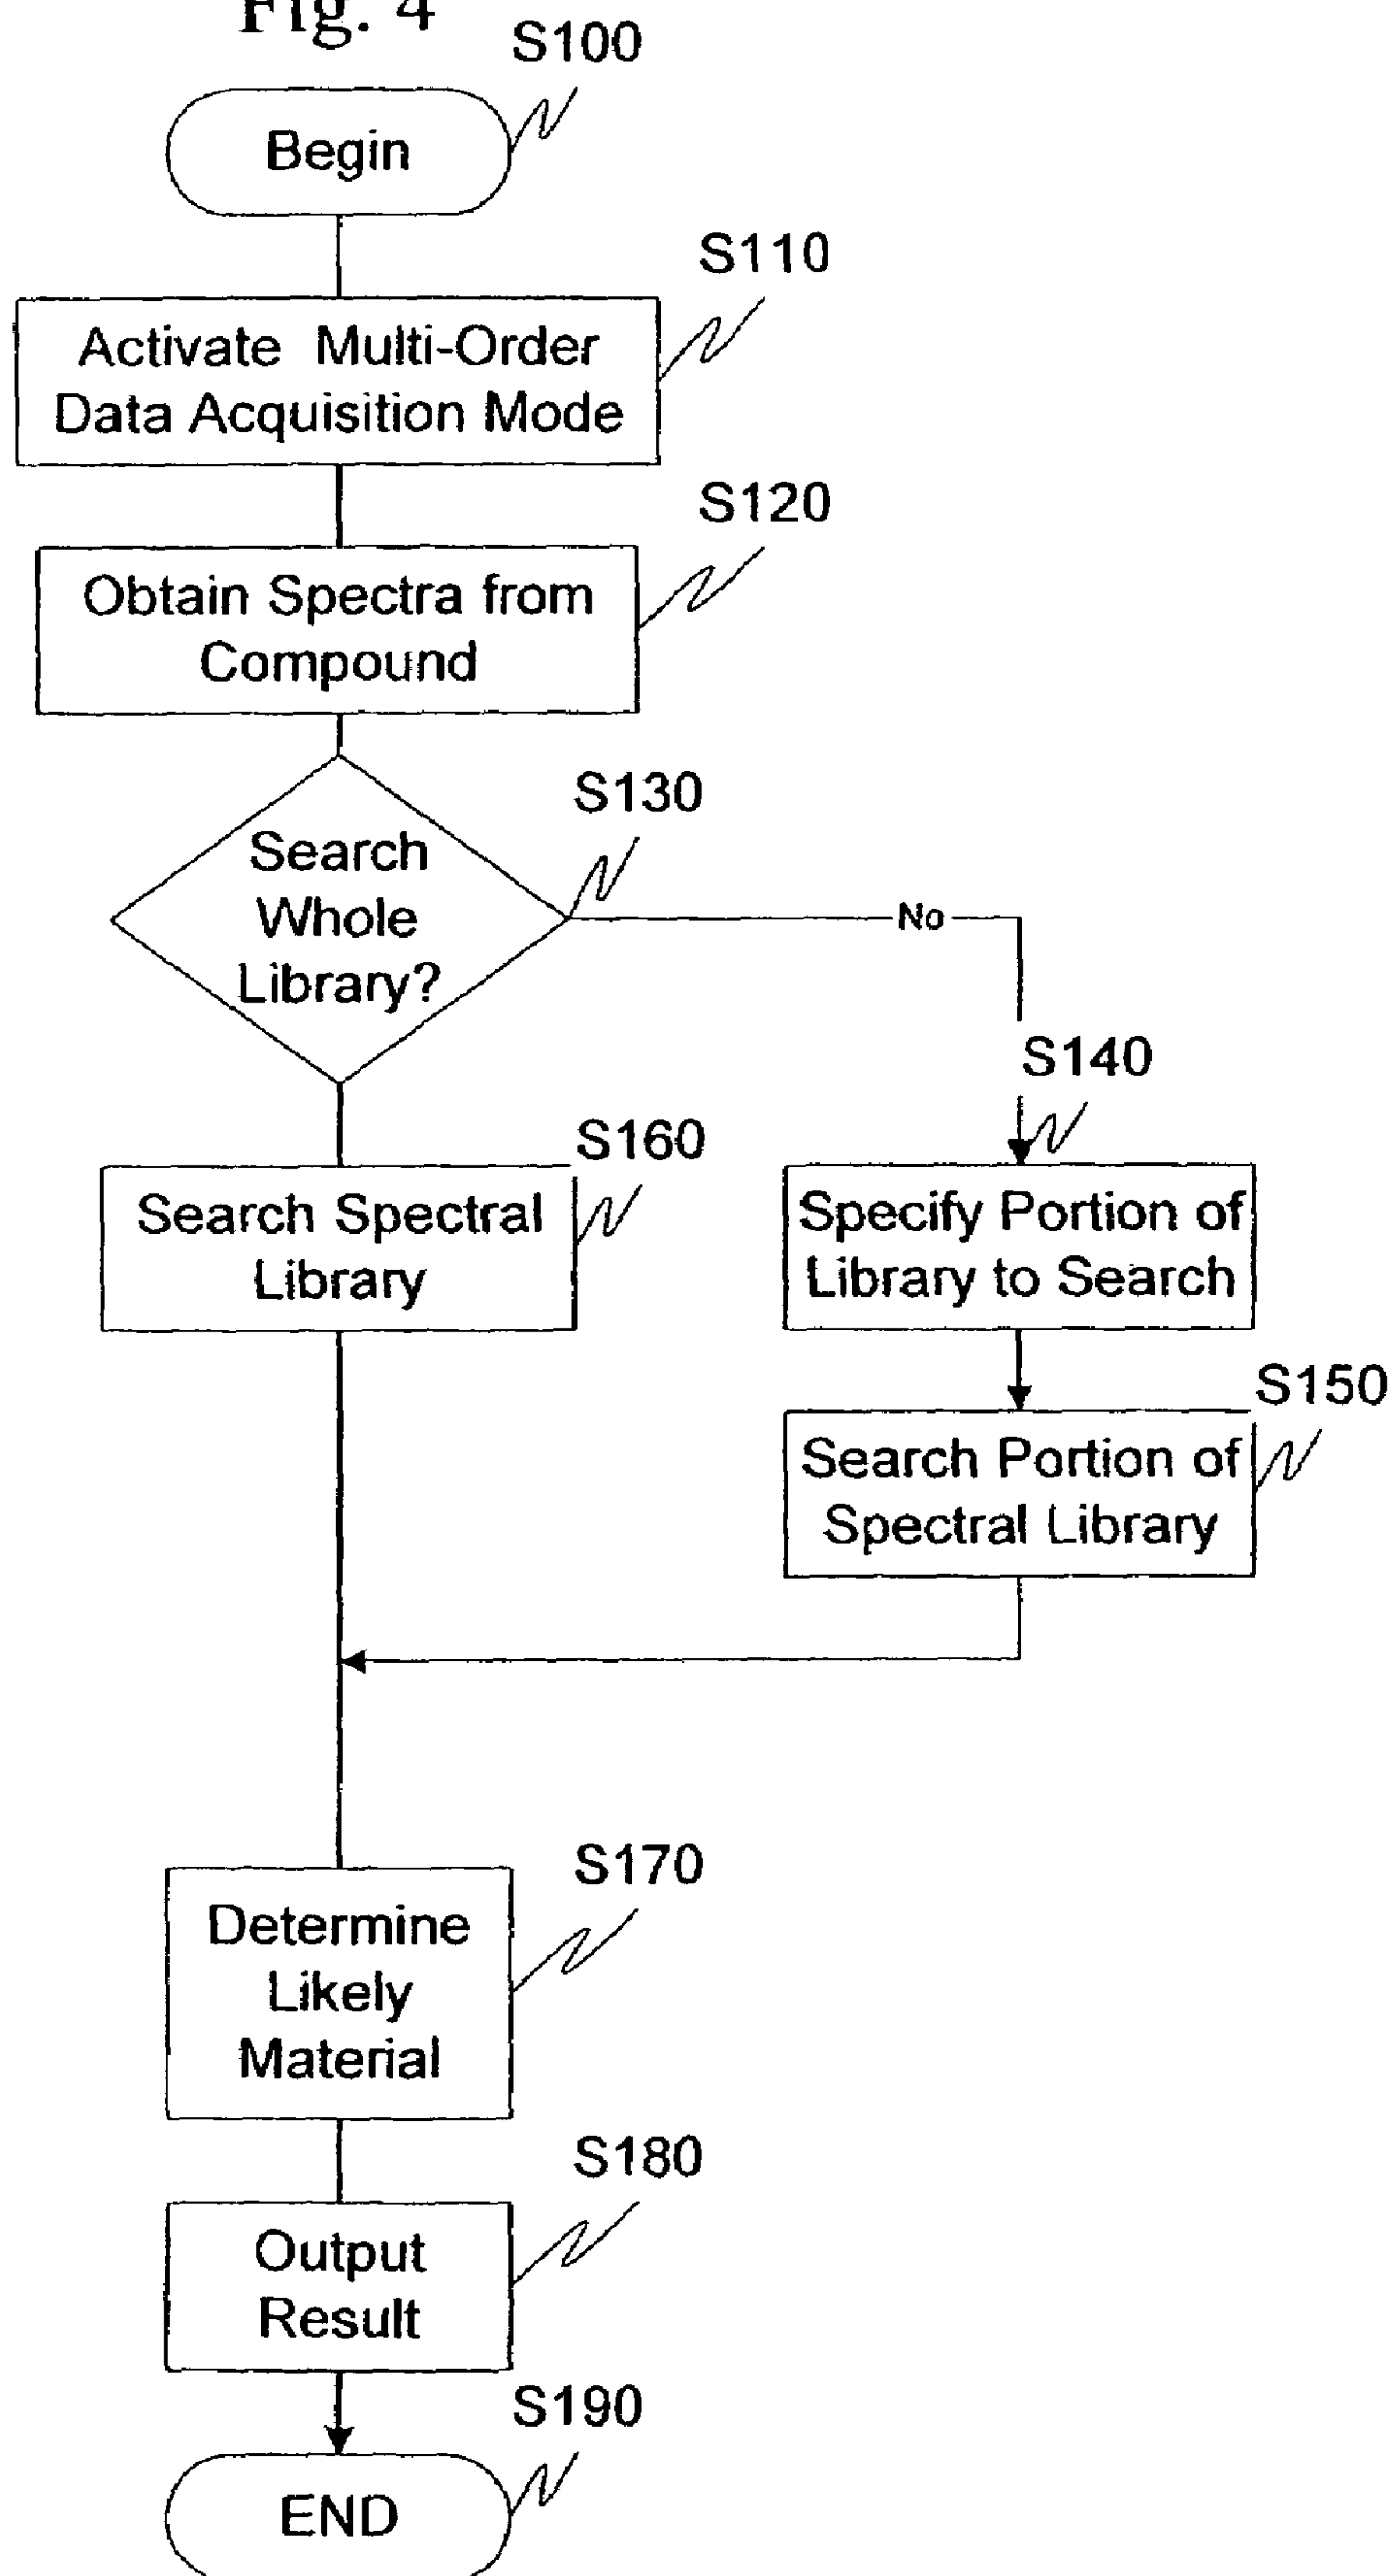 Fig. 4
S100
Begin
S110
Activate Multi-Order
Data Acquisition Mode
S120
Obtain Spectra from
Compound
S130
Search
Whole
Library?
No
S140
S160
Search Spectral
Library
Specify Portion of
Library to Search
S150
Search Portion of
Spectral Library
S170
Determine
Likely
Material
S180
Output
Result
S190
END